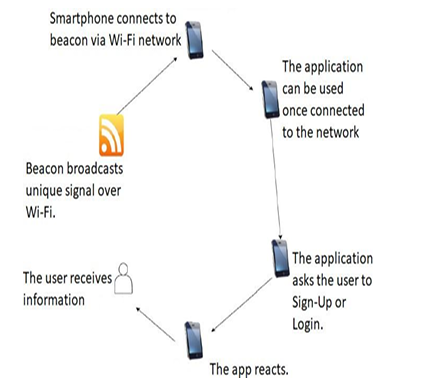 Smartphone connects to
beacon via Wi-Fi network
The application
can be used
once connected
to the network
Beacon broadcasts
unique signal over
Wi-Fi.
The application
asks the user to
Sign-Up or
Login.
The user receives
information
The app reacts.